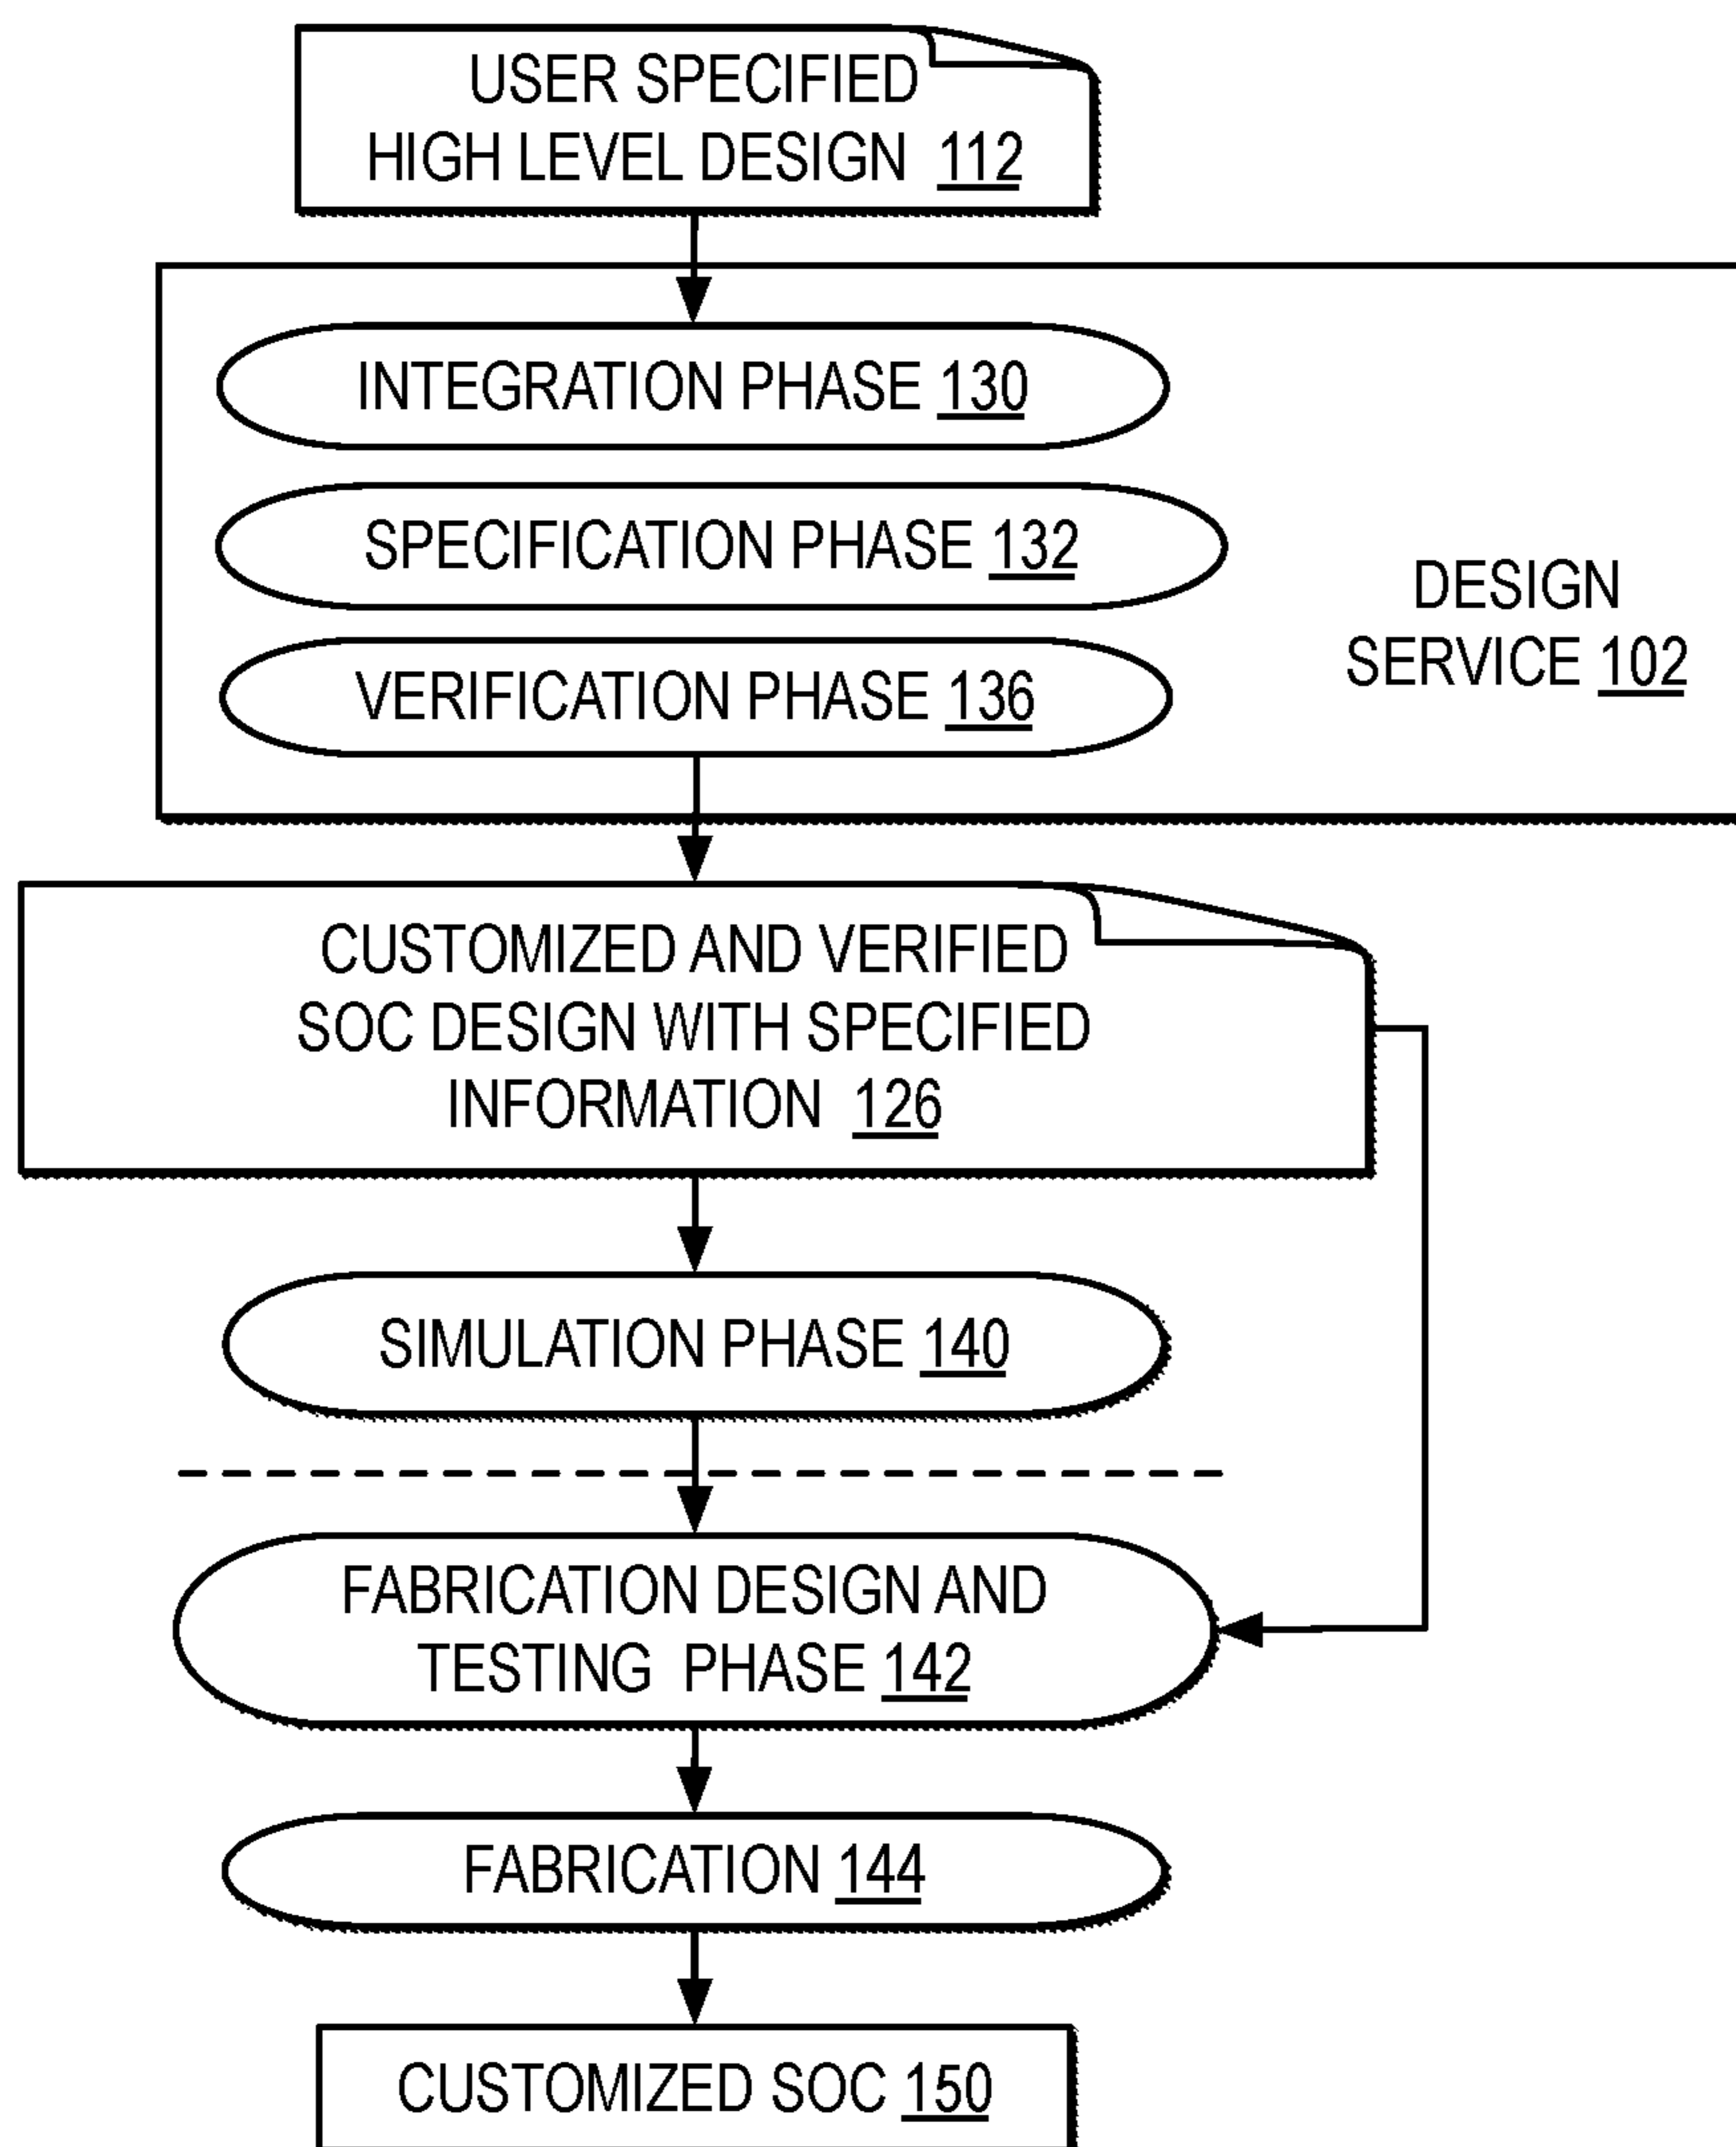 USER SPECIFIED
HIGH LEVEL DESIGN 112
INTEGRATION PHASE 130
SPECIFICATION PHASE 132
VERIFICATION PHASE 136
DESIGN
SERVICE 102
CUSTOMIZED AND VERIFIED
SOC DESIGN WITH SPECIFIED
INFORMATION 126
SIMULATION PHASE 140
FABRICATION DESIGN AND
TESTING PHASE 142
FABRICATION 144
CUSTOMIZED SOC 150